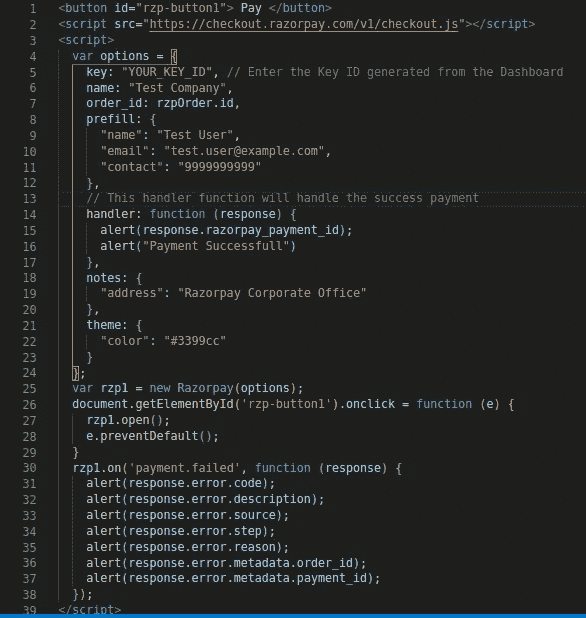 1 <button id="rzp-button1"> Pay </button>
2 <script src="https://checkout.razorpay.com/v1/checkout.js"></script>
3 <script>
4 var options = {
5 key: "YOUR_KEY_ID", // Enter the Key ID generated from the Dashboard
6 name: "Test Company",
7 order_id: rzpOrder.id,
8 prefill: {
9 "name": "Test User",
10 "email": "test.user@example.com",
11 "contact": "9999999999"
12 },
13 // This handler function will handle the success payment
14 handler: function (response) {
15 alert(response.razorpay_payment_id);
16 alert("Payment Successfull")
17 },
18 notes: {
19 "address": "Razorpay Corporate Office"
20 },
21 theme: {
22 "color": "#3399cc"
23 }
24 };
25 var rzp1 = new Razorpay(options);
26 document.getElementById('rzp-button1').onclick = function (e) {
27 rzp1.open();
28 e.preventDefault();
29 }
30 rzp1.on('payment.failed', function (response) {
31 alert(response.error.code);
32 alert(response.error.description);
33 alert(response.error.source);
34 alert(response.error.step);
35 alert(response.error.reason);
36 alert(response.error.metadata.order_id);
37 alert(response.error.metadata.payment_id);
38 });
39 </script>